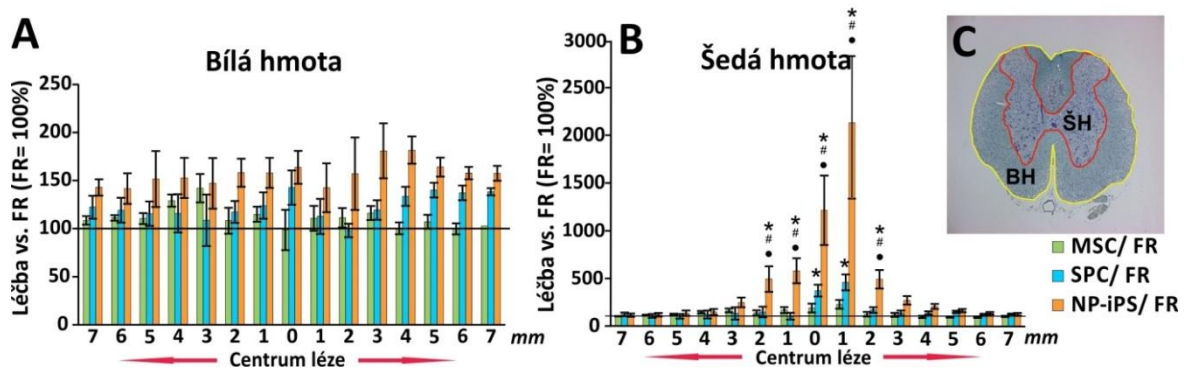 A
Bílá hmota
Léčba vs. FR (FR= 100%)
250
200
150
100
50
0
7 6 5 4 3 2 1 0 1 2 3 4 5 6 7 mm
Centrum léze
B
Šedá hmota
Léčba vs. FR (FR= 100%)
3000
2500
2000
1500
1000
500
100
0
* # •
* # •
*
* # •
*
* # •
* # •
7 6 5 4 3 2 1 0 1 2 3 4 5 6 7 mm
Centrum léze
C
ŠH
BH
MSC/ FR
SPC/ FR
NP-iPS/ FR